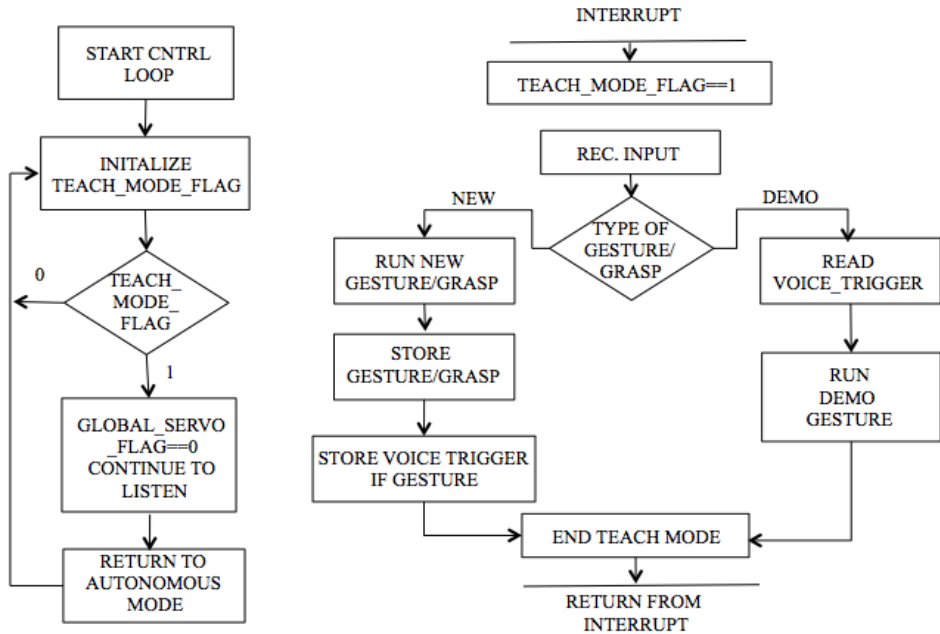 START CNTRL
LOOP
INITALIZE
TEACH_MODE_FLAG
0
TEACH_
MODE_
FLAG
1
GLOBAL_SERVO
_FLAG==0
CONTINUE TO
LISTEN
RETURN TO
AUTONOMOUS
MODE
INTERRUPT
TEACH_MODE_FLAG==1
REC. INPUT
NEW
DEMO
TYPE OF
GESTURE/
GRASP
RUN NEW
GESTURE/GRASP
READ
VOICE_TRIGGER
STORE
GESTURE/GRASP
RUN
DEMO
GESTURE
STORE VOICE TRIGGER
IF GESTURE
END TEACH MODE
RETURN FROM
INTERRUPT